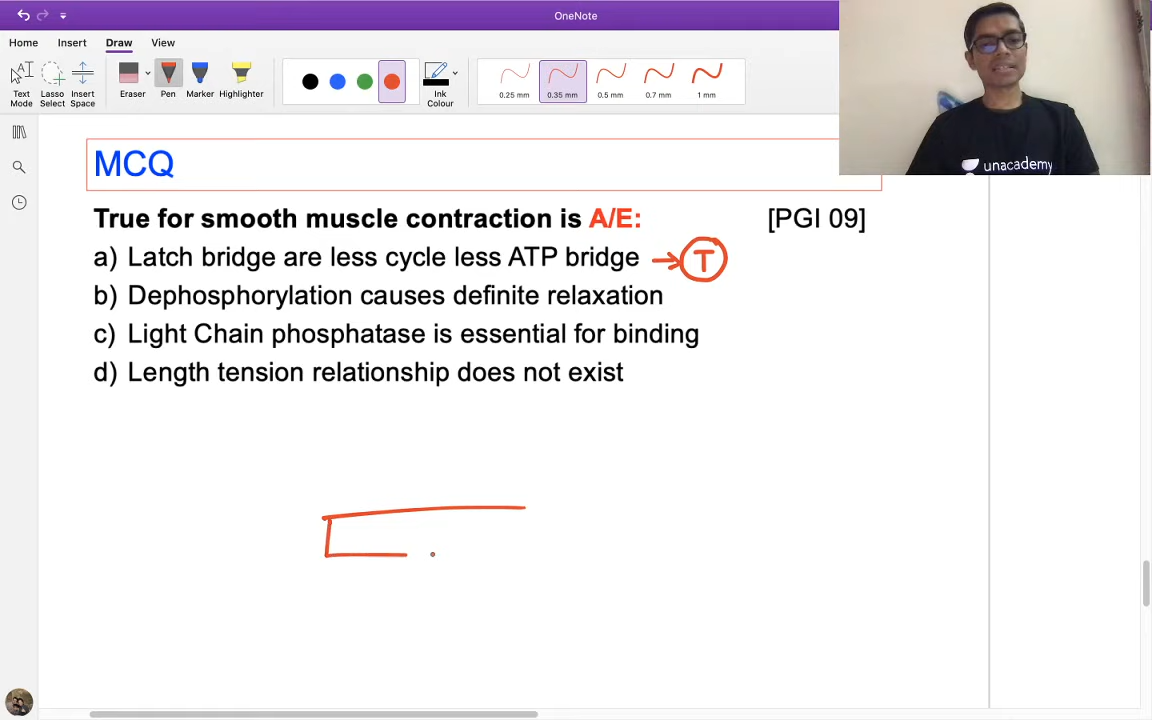 OneNote
Home Insert Draw View
Text Mode
Lasso Select
Insert Space
Eraser
Pen
Marker
Highlighter
Ink Colour
0.25 mm
0.35 mm
0.5 mm
0.7 mm
1 mm
unacademy
MCQ
True for smooth muscle contraction is A/E: [PGI 09]
a) Latch bridge are less cycle less ATP bridge → T
b) Dephosphorylation causes definite relaxation
c) Light Chain phosphatase is essential for binding
d) Length tension relationship does not exist